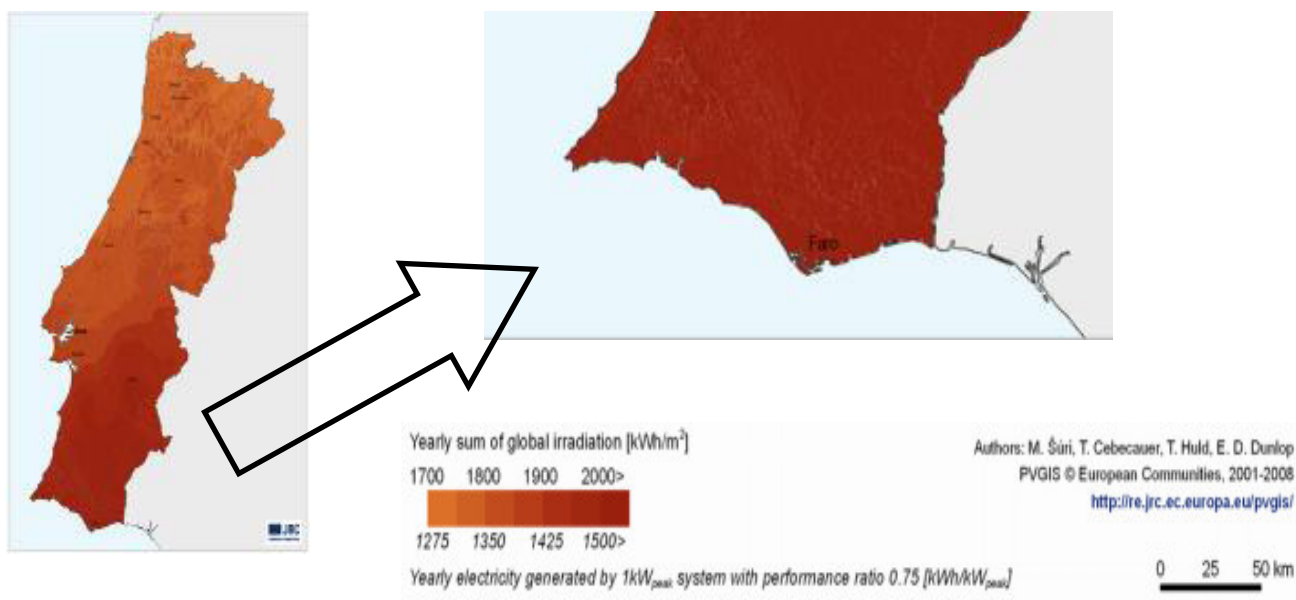 JRC
Faro
Yearly sum of global irradiation [kWh/m²]
1700 1800 1900 2000>
1275 1350 1425 1500>
Yearly electricity generated by 1kWpeak system with performance ratio 0.75 [kWh/kWpeak]
Authors: M. Šúri, T. Cebecauer, T. Huld, E. D. Dunlop
PVGIS © European Communities, 2001-2008
http://re.jrc.ec.europa.eu/pvgis/
0 25 50 km